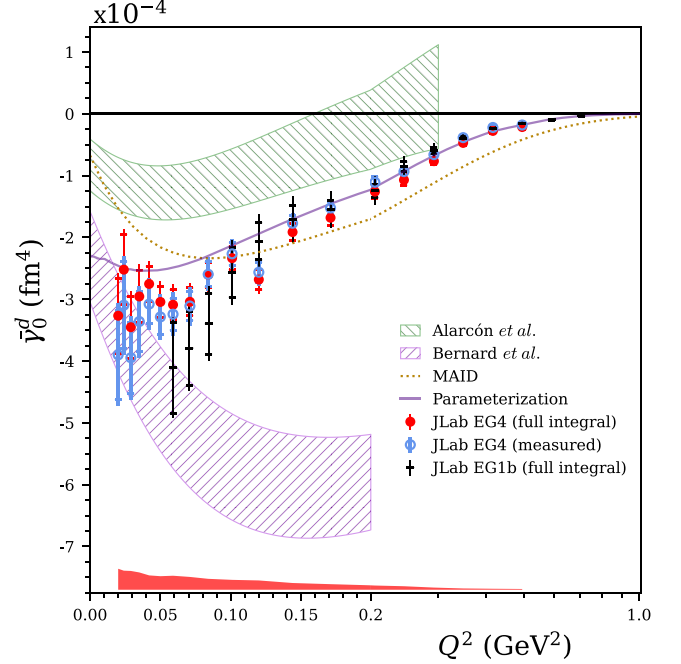 x10⁻⁴
1
0
-1
-2
-3
-4
-5
-6
-7
γ̄₀ᵈ (fm⁴)
Alarcón et al.
Bernard et al.
MAID
Parameterization
JLab EG4 (full integral)
JLab EG4 (measured)
JLab EG1b (full integral)
0.00 0.05 0.10 0.15 0.2 1.0
Q² (GeV²)